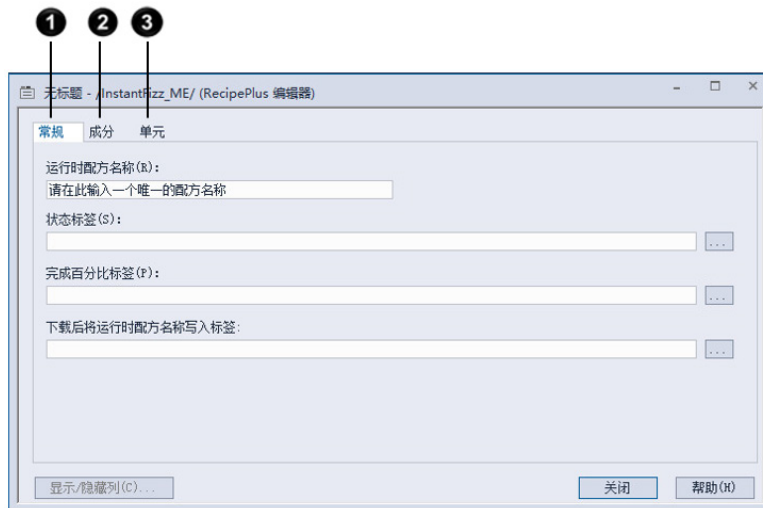 1 2 3
无标题 - /InstantFizz_ME/ (RecipePlus 编辑器)
常规 成分 单元
运行时配方名称(R):
请在此输入一个唯一的配方名称
状态标签(S):
...
完成百分比标签(P):
...
下载后将运行时配方名称写入标签:
...
显示/隐藏列(C)... 关闭 帮助(H)